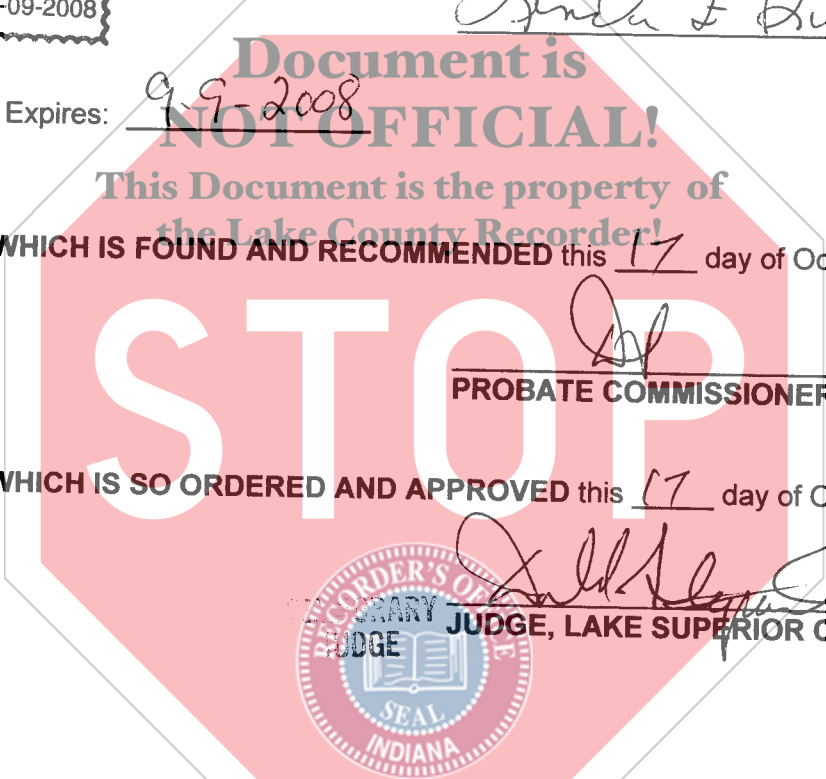 -09-2008
Document is
Expires: 9-9-2008
NOT OFFICIAL!
This Document is the property of
the Lake County Recorder!
WHICH IS FOUND AND RECOMMENDED this 17 day of Oc
STOP
PROBATE COMMISSIONER
WHICH IS SO ORDERED AND APPROVED this 17 day of O
JUDGE
JUDGE, LAKE SUPERIOR C
RECORDER'S OFFICE
SEAL
INDIANA